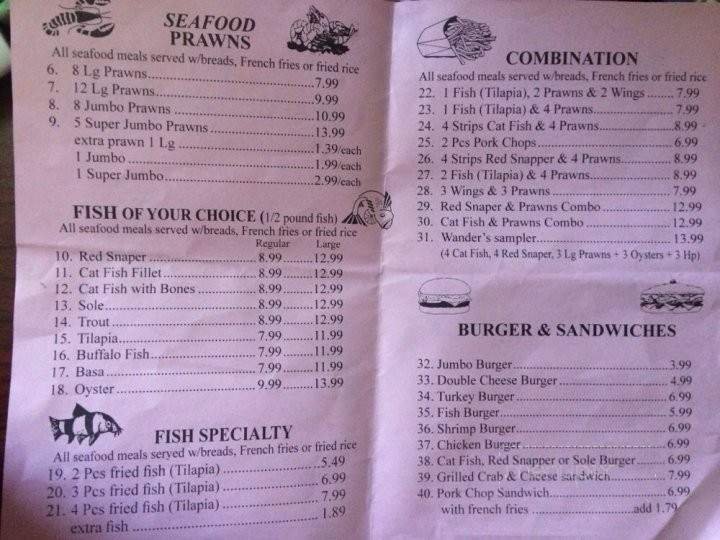 SEAFOOD
PRAWNS
All seafood meals served w/breads, French fries or fried rice
6. 8 Lg Prawns..........7.99
7. 12 Lg Prawns..........9.99
8. 8 Jumbo Prawns..........10.99
9. 5 Super Jumbo Prawns..........13.99
extra prawn 1 Lg..........1.39/each
1 Jumbo..........1.99/each
1 Super Jumbo..........2.99/each
FISH OF YOUR CHOICE (1/2 pound fish)
All seafood meals served w/breads, French fries or fried rice
Regular Large
10. Red Snaper..........8.99..........12.99
11. Cat Fish Fillet..........8.99..........12.99
12. Cat Fish with Bones..........8.99..........12.99
13. Sole..........8.99..........12.99
14. Trout..........8.99..........12.99
15. Tilapia..........7.99..........11.99
16. Buffalo Fish..........7.99..........11.99
17. Basa..........7.99..........11.99
18. Oyster..........9.99..........13.99
FISH SPECIALTY
All seafood meals served w/breads, French fries or fried rice
19. 2 Pcs fried fish (Tilapia)..........5.49
20. 3 Pcs fried fish (Tilapia)..........6.99
21. 4 Pcs fried fish (Tilapia)..........7.99
extra fish..........1.89
COMBINATION
All seafood meals served w/breads, French fries or fried rice
22. 1 Fish (Tilapia), 2 Prawns & 2 Wings..........7.99
23. 1 Fish (Tilapia) & 4 Prawns..........7.99
24. 4 Strips Cat Fish & 4 Prawns..........8.99
25. 2 Pcs Pork Chops..........6.99
26. 4 Strips Red Snapper & 4 Prawns..........8.99
27. 2 Fish (Tilapia) & 4 Prawns..........8.99
28. 3 Wings & 3 Prawns..........7.99
29. Red Snaper & Prawns Combo..........12.99
30. Cat Fish & Prawns Combo..........12.99
31. Wander's sampler..........13.99
(4 Cat Fish, 4 Red Snaper, 3 Lg Prawns + 3 Oysters + 3 Hp)
BURGER & SANDWICHES
32. Jumbo Burger..........3.99
33. Double Cheese Burger..........4.99
34. Turkey Burger..........6.99
35. Fish Burger..........5.99
36. Shrimp Burger..........6.99
37. Chicken Burger..........6.99
38. Cat Fish, Red Snapper or Sole Burger..........6.99
39. Grilled Crab & Cheese sandwich..........7.99
40. Pork Chop Sandwich..........6.99
with french fries..........add 1.79